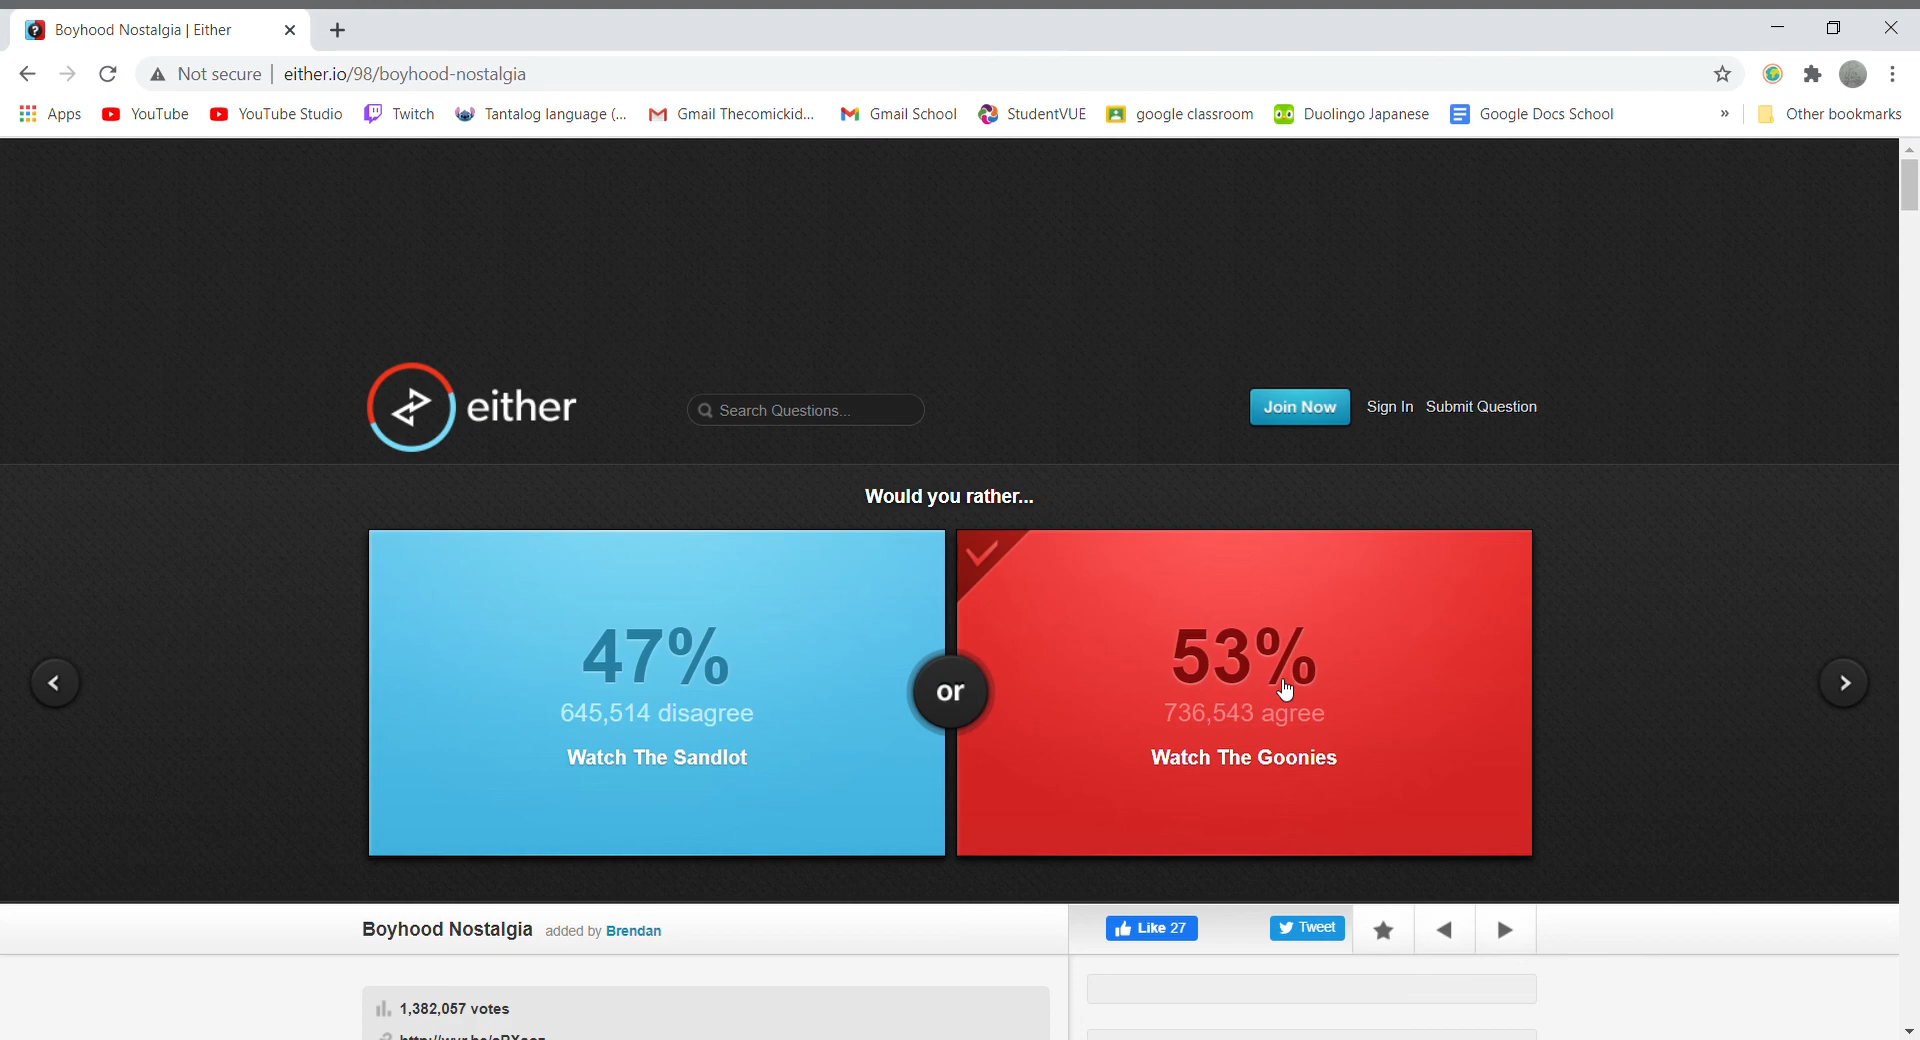 Boyhood Nostalgia | Either
Not secure | either.io/98/boyhood-nostalgia
Apps YouTube YouTube Studio Twitch Tantalog language (... Gmail Thecomickid... Gmail School StudentVUE google classroom Duolingo Japanese Google Docs School » Other bookmarks
either Search Questions... Join Now Sign In Submit Question
Would you rather...
47%
645,514 disagree
Watch The Sandlot
or
53%
736,543 agree
Watch The Goonies
Boyhood Nostalgia added by Brendan Like 27 Tweet
1,382,057 votes